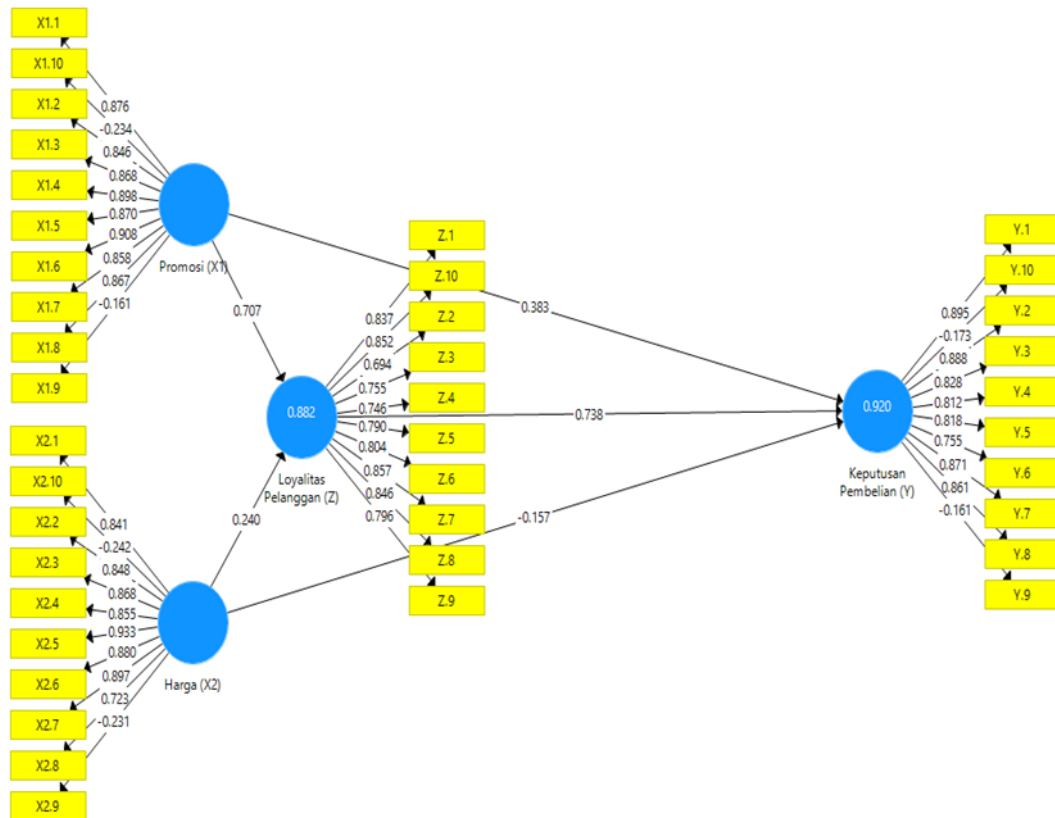 X1.1
X1.10
X1.2
X1.3
X1.4
X1.5
X1.6
X1.7
X1.8
X1.9
0.876
-0.234
0.846
0.868
0.898
0.870
0.908
0.858
0.867
-0.161
Promosi (X1)
0.707
0.383
X2.1
X2.10
X2.2
X2.3
X2.4
X2.5
X2.6
X2.7
X2.8
X2.9
0.841
-0.242
0.848
0.868
0.855
0.933
0.880
0.897
0.723
-0.231
Harga (X2)
0.240
-0.157
0.882
Loyalitas
Pelanggan (Z)
0.738
0.837
0.852
0.694
0.755
0.746
0.790
0.804
0.857
0.846
0.796
Z.1
Z.10
Z.2
Z.3
Z.4
Z.5
Z.6
Z.7
Z.8
Z.9
0.920
Keputusan
Pembelian (Y)
0.895
-0.173
0.888
0.828
0.812
0.818
0.755
0.871
0.861
-0.161
Y.1
Y.10
Y.2
Y.3
Y.4
Y.5
Y.6
Y.7
Y.8
Y.9